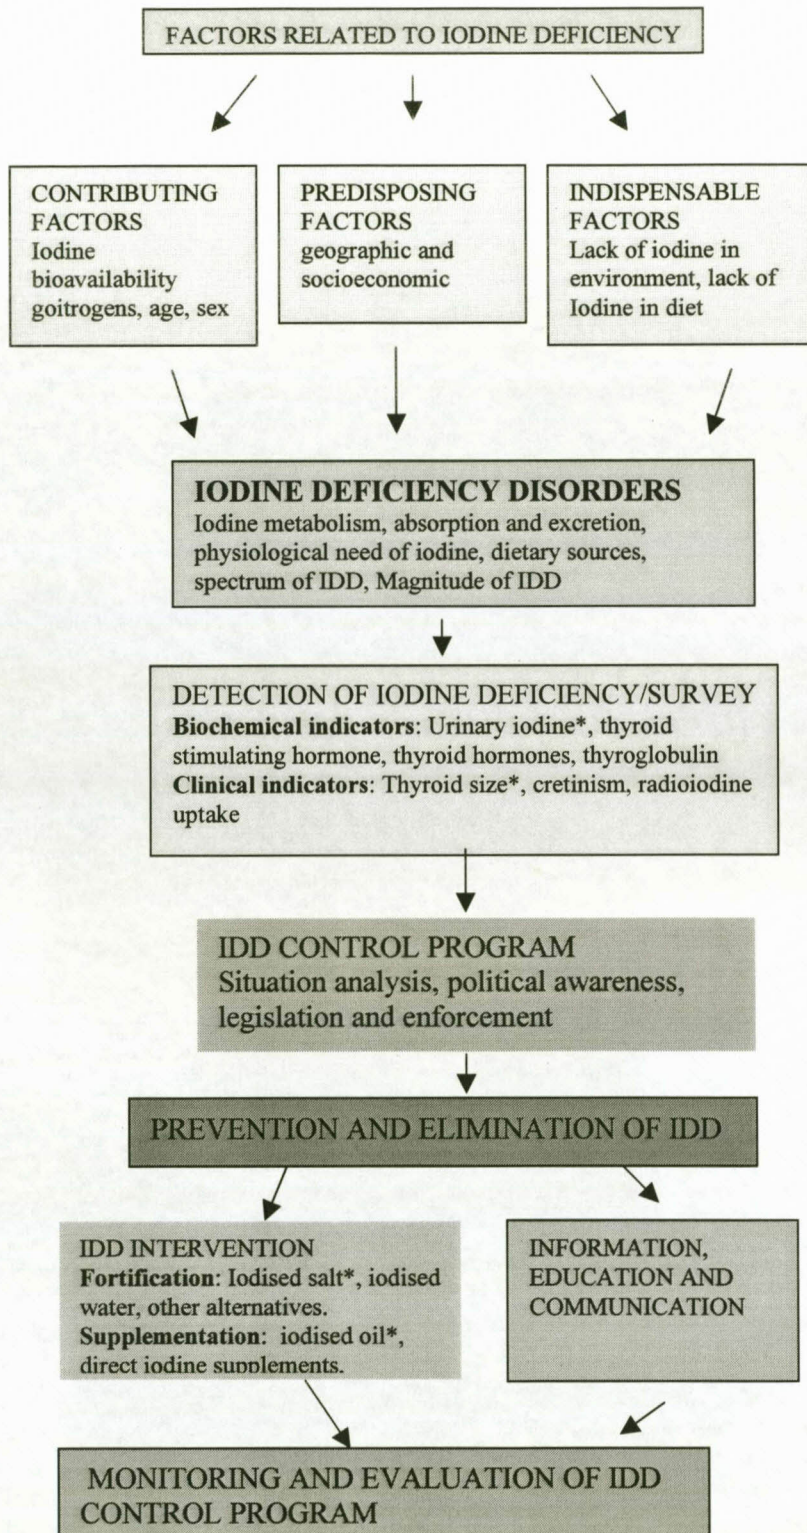 FACTORS RELATED TO IODINE DEFICIENCY
CONTRIBUTING
FACTORS
Iodine
bioavailability
goitrogens, age, sex
PREDISPOSING
FACTORS
geographic and
socioeconomic
INDISPENSABLE
FACTORS
Lack of iodine in
environment, lack of
Iodine in diet
IODINE DEFICIENCY DISORDERS
Iodine metabolism, absorption and excretion,
physiological need of iodine, dietary sources,
spectrum of IDD, Magnitude of IDD
DETECTION OF IODINE DEFICIENCY/SURVEY
Biochemical indicators: Urinary iodine*, thyroid
stimulating hormone, thyroid hormones, thyroglobulin
Clinical indicators: Thyroid size*, cretinism, radioiodine
uptake
IDD CONTROL PROGRAM
Situation analysis, political awareness,
legislation and enforcement
PREVENTION AND ELIMINATION OF IDD
IDD INTERVENTION
Fortification: Iodised salt*, iodised
water, other alternatives.
Supplementation: iodised oil*,
direct iodine supplements.
INFORMATION,
EDUCATION AND
COMMUNICATION
MONITORING AND EVALUATION OF IDD
CONTROL PROGRAM